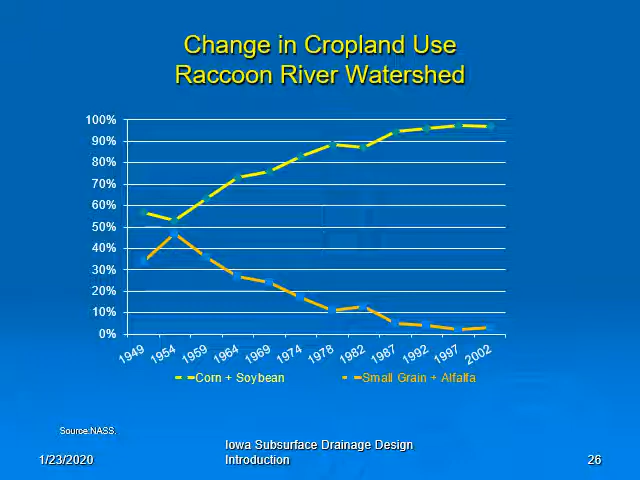 Change in Cropland Use
Raccoon River Watershed
100%
90%
80%
70%
60%
50%
40%
30%
20%
10%
0%
1949 1954 1959 1964 1969 1974 1978 1982 1987 1992 1997 2002
Corn + Soybean Small Grain + Alfalfa
Source:NASS.
Iowa Subsurface Drainage Design
1/23/2020 Introduction 26